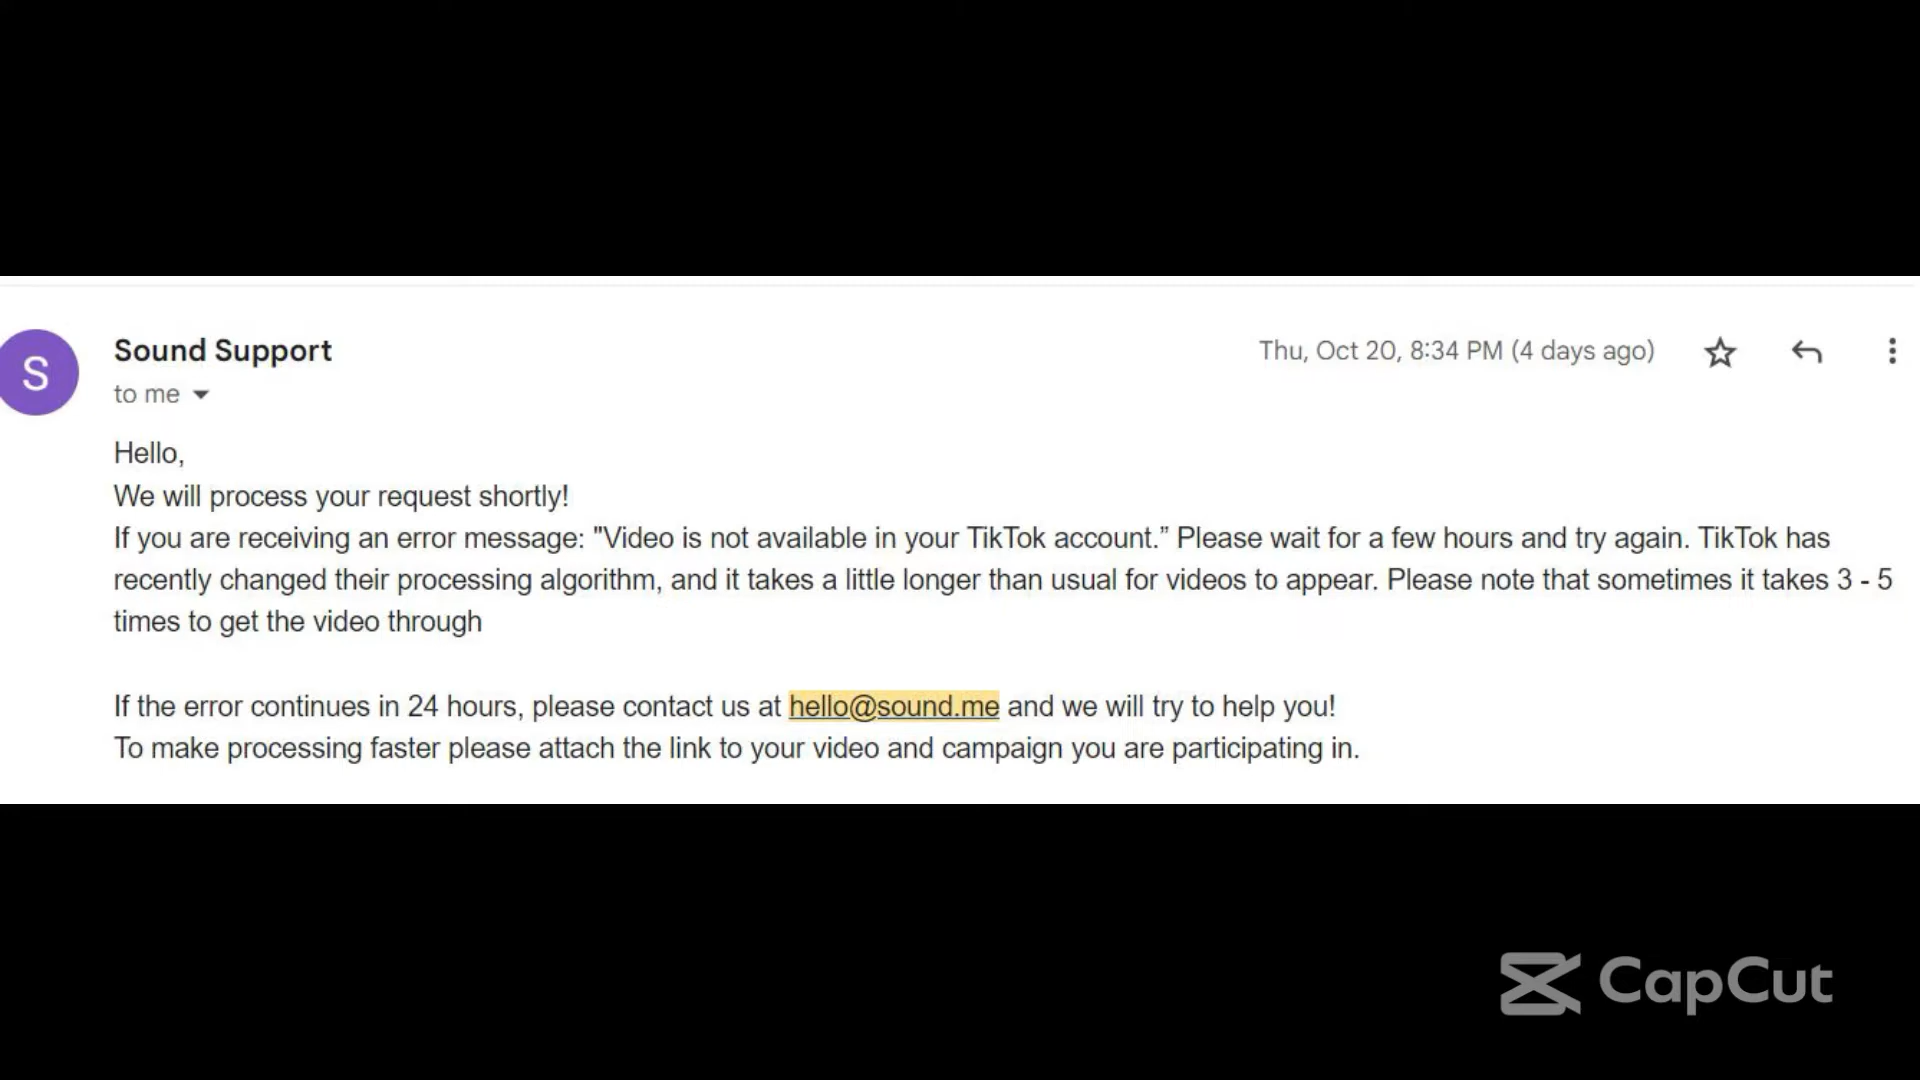 Sound Support
Thu, Oct 20, 8:34 PM (4 days ago)
S
to me
Hello,
We will process your request shortly!
If you are receiving an error message: "Video is not available in your TikTok account.” Please wait for a few hours and try again. TikTok has
recently changed their processing algorithm, and it takes a little longer than usual for videos to appear. Please note that sometimes it takes 3 - 5
times to get the video through
If the error continues in 24 hours, please contact us at hello@sound.me and we will try to help you!
To make processing faster please attach the link to your video and campaign you are participating in.
CapCut